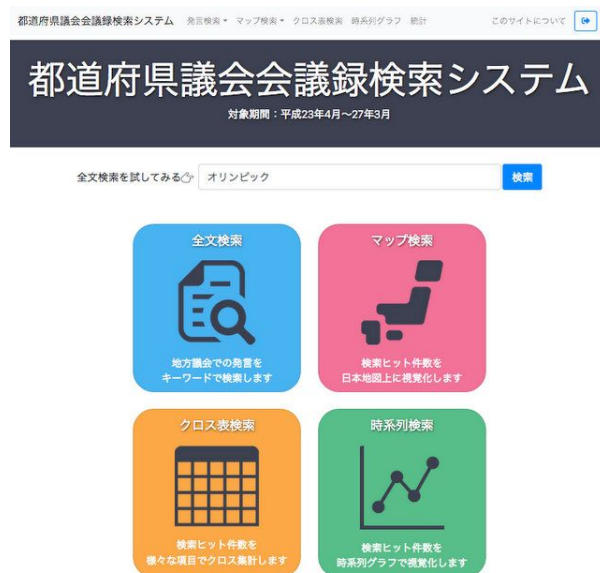 都道府県議会会議録検索システム 発言検索 マップ検索 クロス表検索 時系列グラフ 統計 このサイトについて
都道府県議会会議録検索システム
対象期間：平成23年4月〜27年3月
全文検索を試してみる オリンピック 検索
全文検索
地方議会での発言を
キーワードで検索します
マップ検索
検索ヒット件数を
日本地図上に視覚化します
クロス表検索
検索ヒット件数を
様々な項目でクロス集計します
時系列検索
検索ヒット件数を
時系列グラフで視覚化します